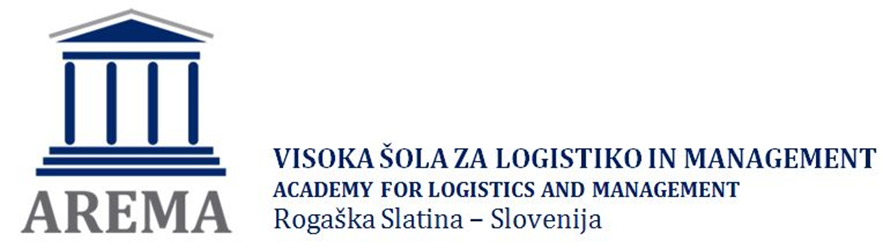 AREMA
VISOKA ŠOLA ZA LOGISTIKO IN MANAGEMENT
ACADEMY FOR LOGISTICS AND MANAGEMENT
Rogaška Slatina – Slovenija